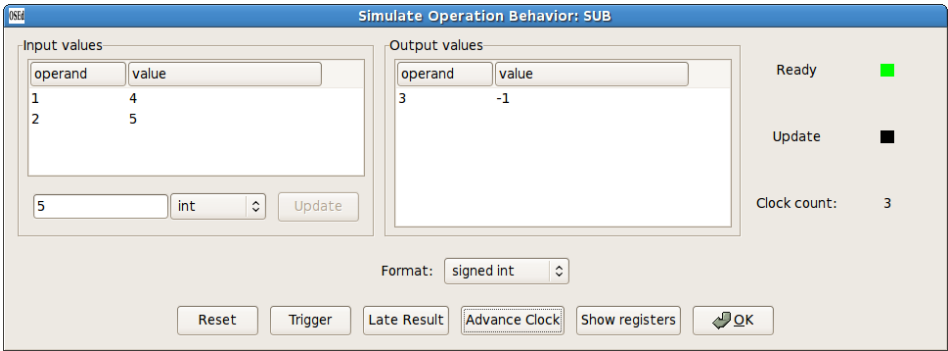 OSEd Simulate Operation Behavior: SUB
Input values
operand value
1 4
2 5
5 int Update
Output values
operand value
3 -1
Ready
Update
Clock count: 3
Format: signed int
Reset Trigger Late Result Advance Clock Show registers OK